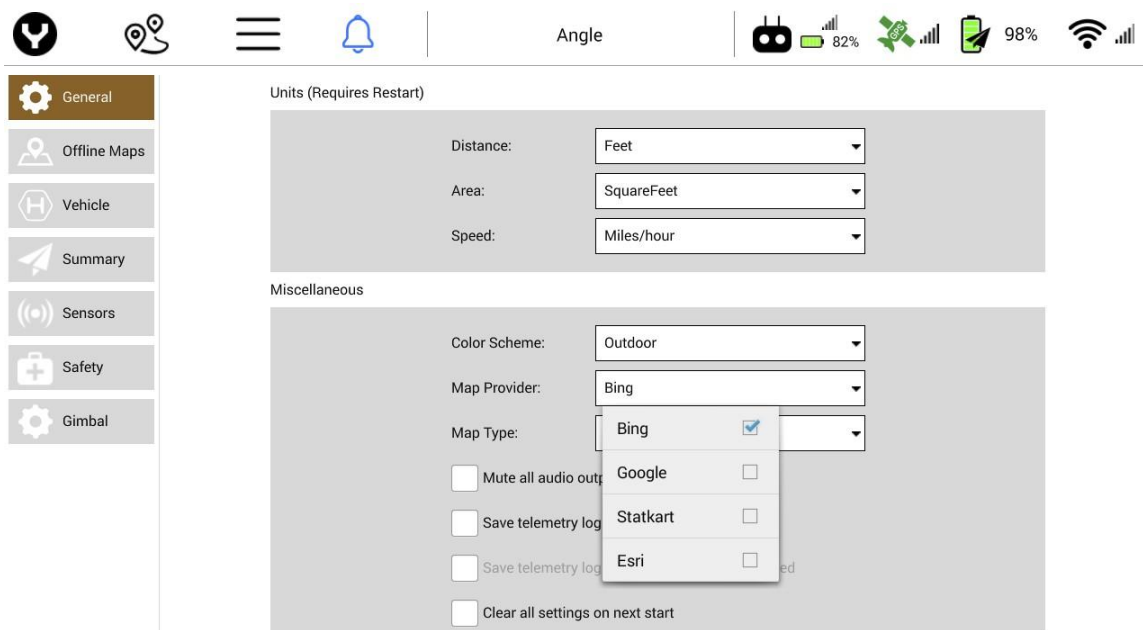 Angle
82%
GPS
98%
General
Offline Maps
Vehicle
Summary
Sensors
Safety
Gimbal
Units (Requires Restart)
Distance: Feet
Area: SquareFeet
Speed: Miles/hour
Miscellaneous
Color Scheme: Outdoor
Map Provider: Bing
Map Type:
Bing
Google
Statkart
Esri
Mute all audio outp
Save telemetry log
Save telemetry log ed
Clear all settings on next start